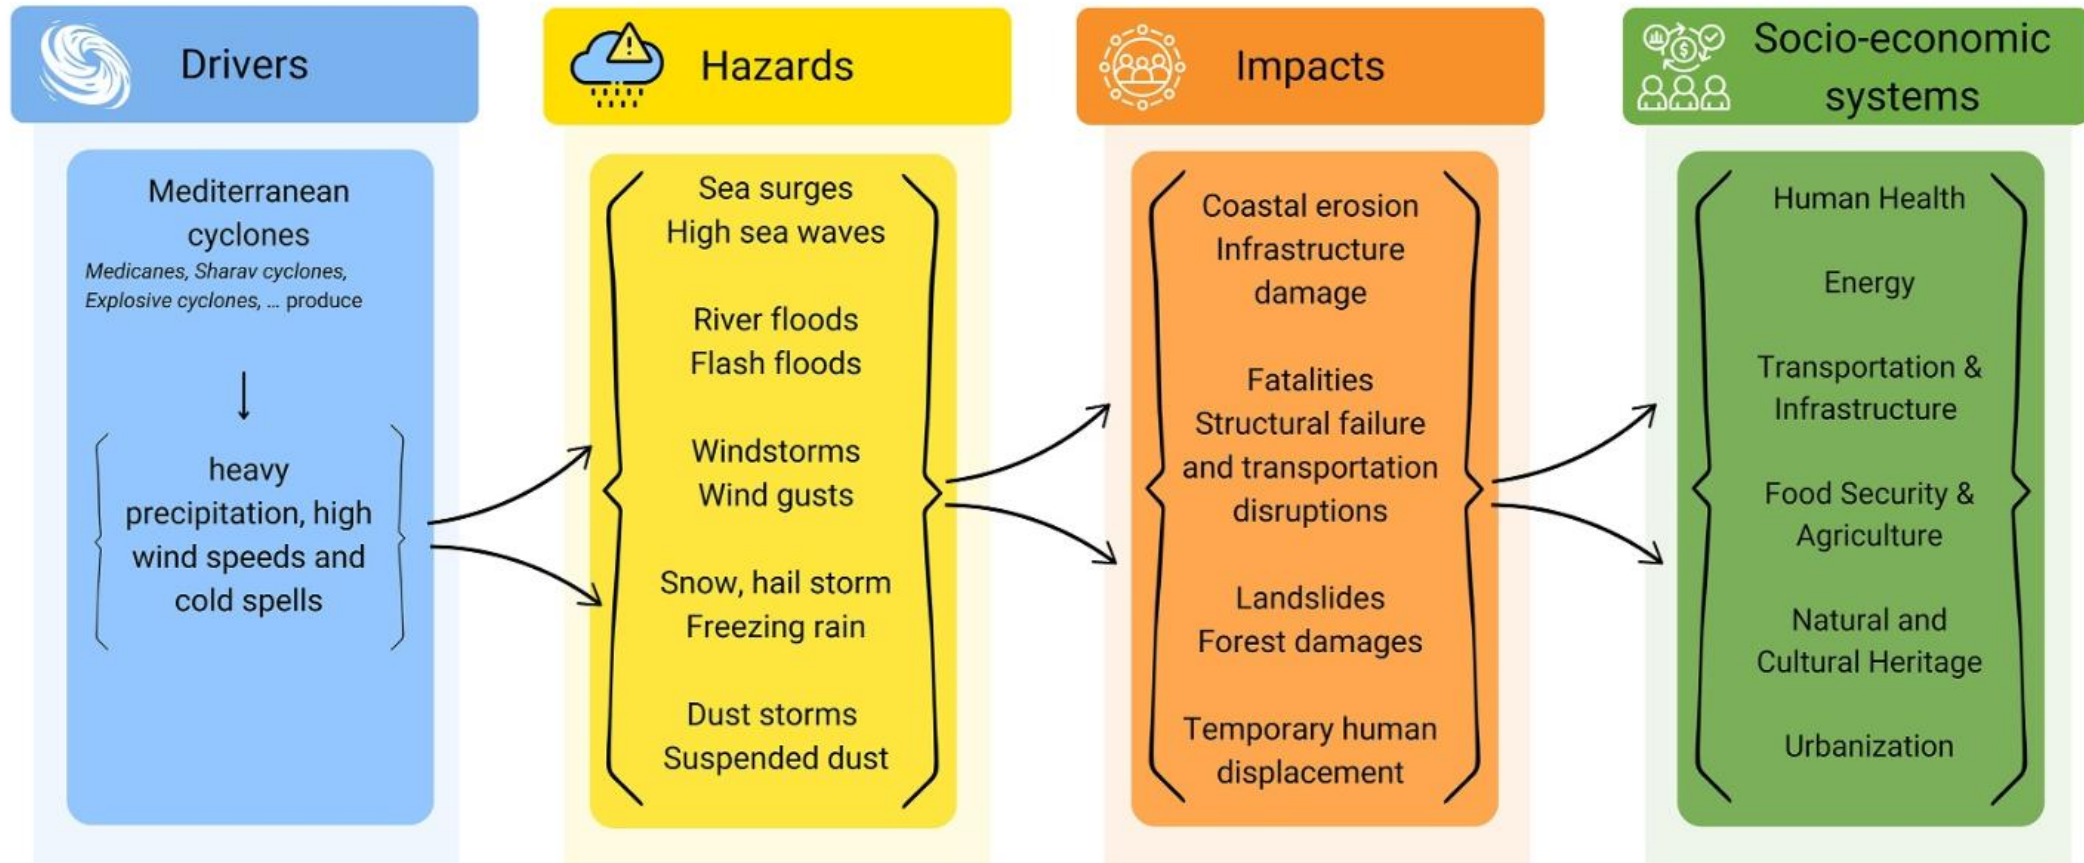 Drivers
Mediterranean
cyclones
Medicanes, Sharav cyclones,
Explosive cyclones, ... produce
heavy
precipitation, high
wind speeds and
cold spells
Hazards
Sea surges
High sea waves
River floods
Flash floods
Windstorms
Wind gusts
Snow, hail storm
Freezing rain
Dust storms
Suspended dust
Impacts
Coastal erosion
Infrastructure
damage
Fatalities
Structural failure
and transportation
disruptions
Landslides
Forest damages
Temporary human
displacement
Socio-economic
systems
Human Health
Energy
Transportation &
Infrastructure
Food Security &
Agriculture
Natural and
Cultural Heritage
Urbanization